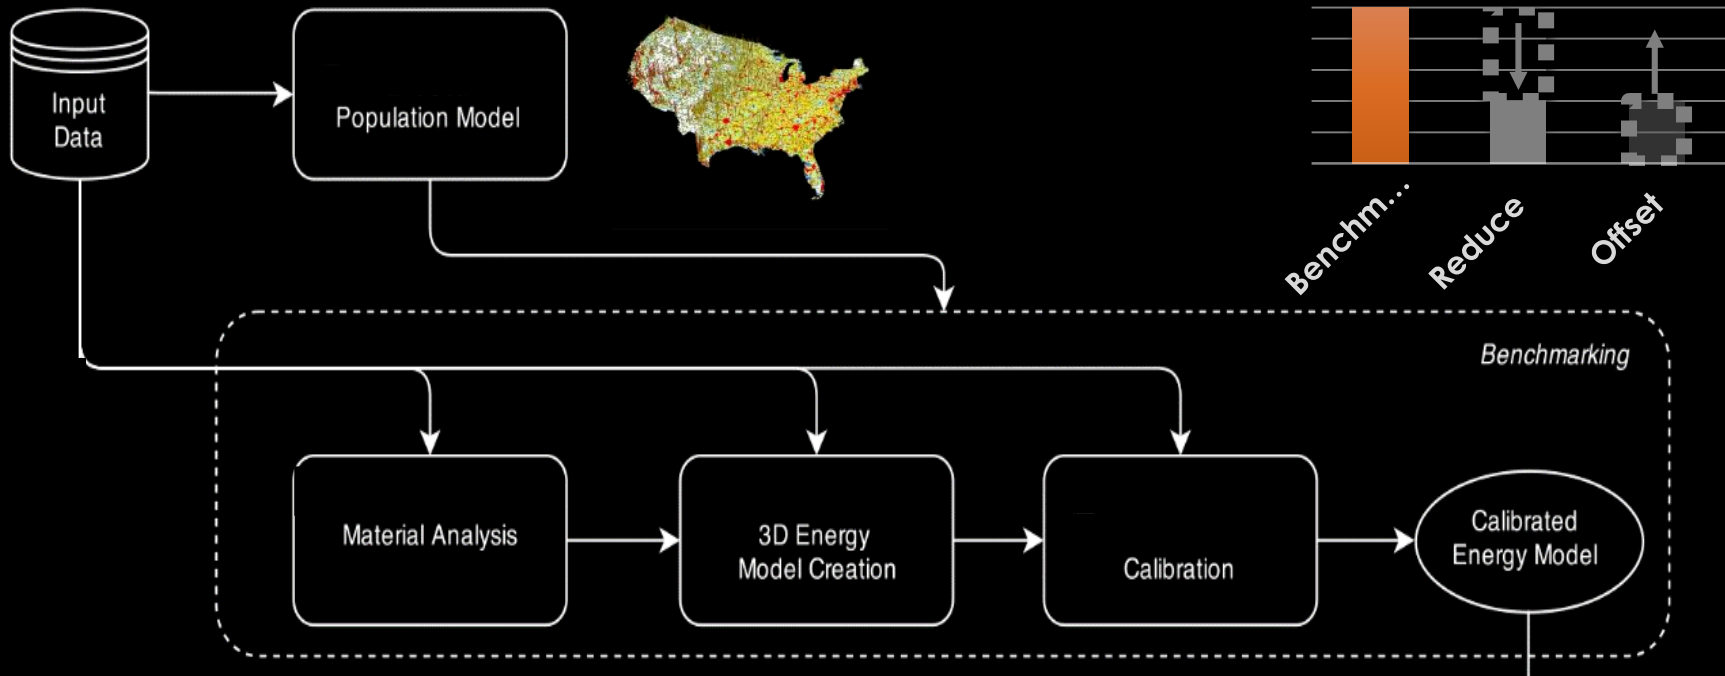 Input
Data
Population Model
Benchm...
Reduce
Offset
Benchmarking
Material Analysis
3D Energy
Model Creation
Calibration
Calibrated
Energy Model